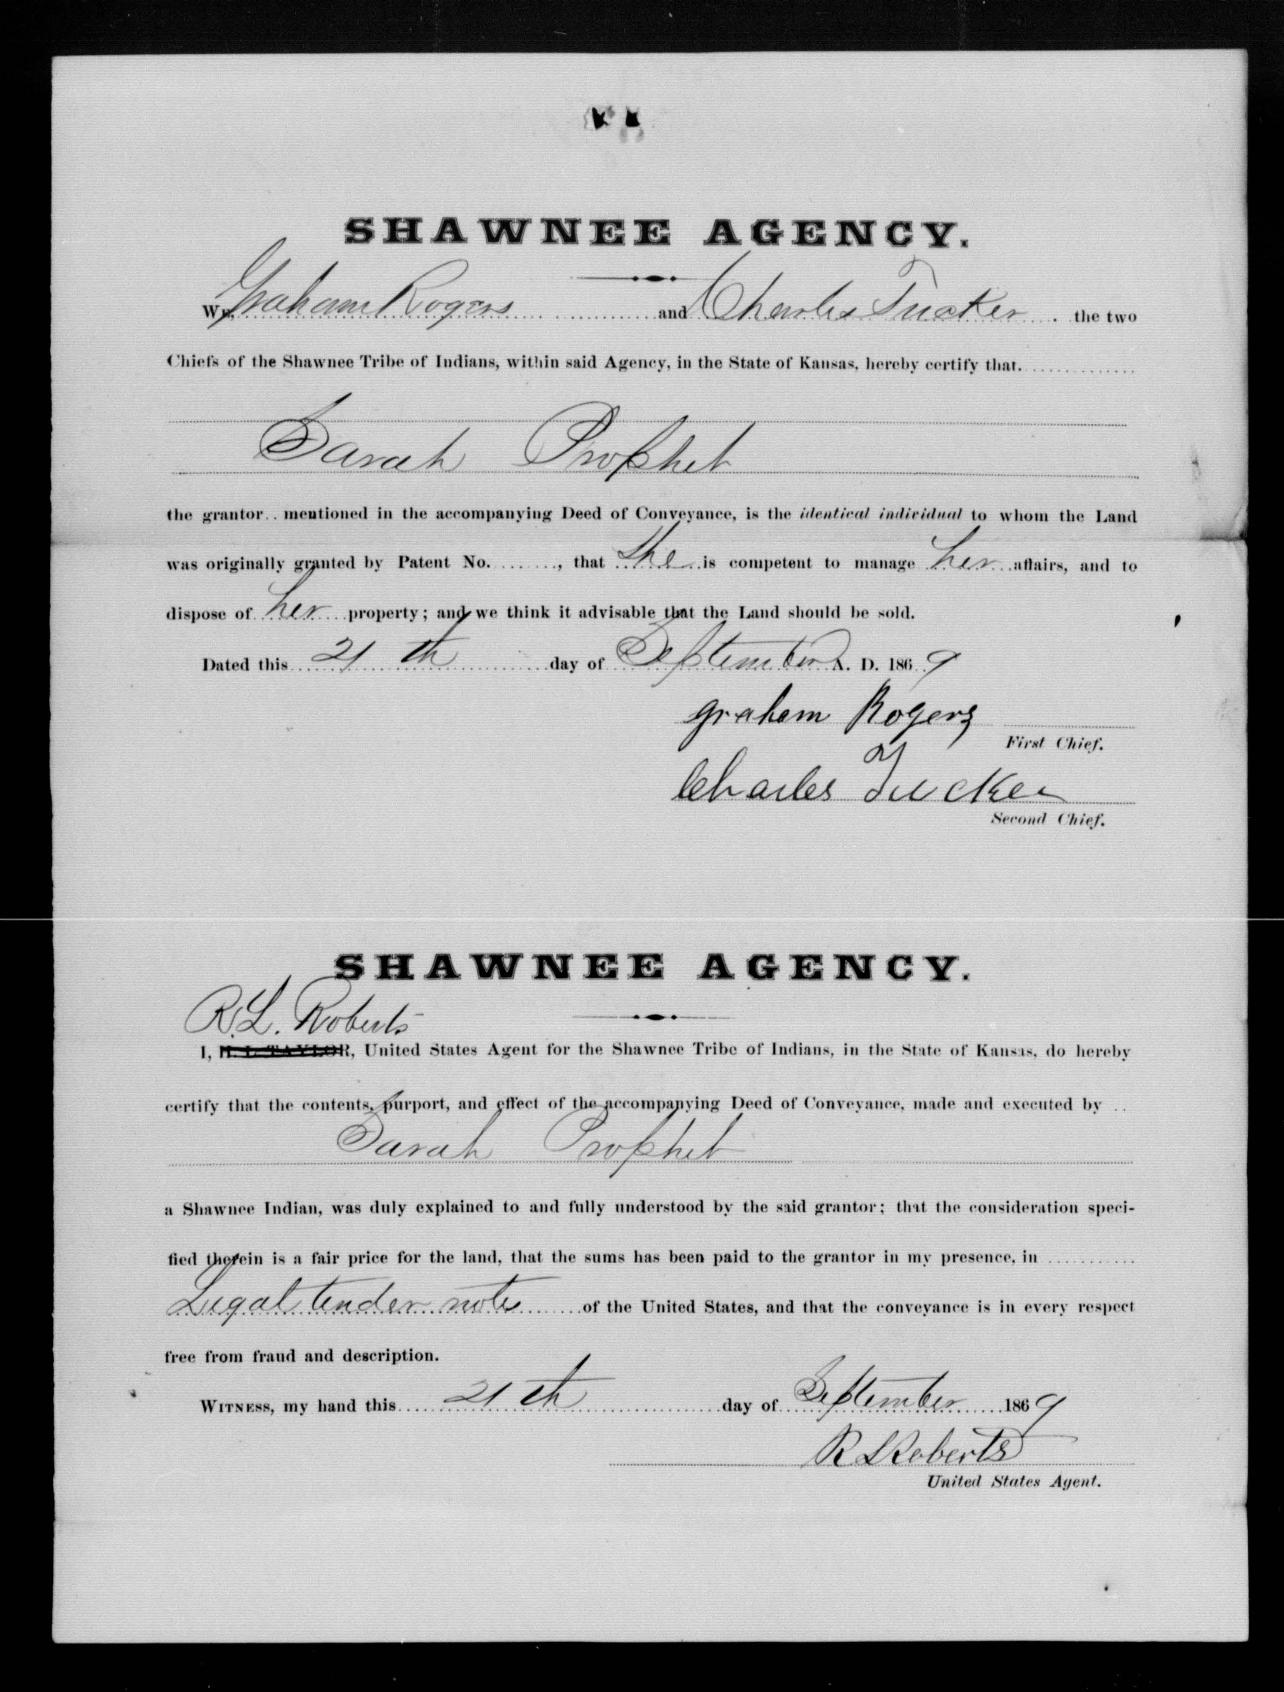 SHAWNEE AGENCY.
We, Graham Rogers and Charles Tucker the two
Chiefs of the Shawnee Tribe of Indians, within said Agency, in the State of Kansas, hereby certify that
Sarah Prophet
the grantor mentioned in the accompanying Deed of Conveyance, is the identical individual to whom the Land
was originally granted by Patent No. , that she is competent to manage her affairs, and to
dispose of her property; and we think it advisable that the Land should be sold.
Dated this 21th day of September A. D. 1869
Graham Rogers
First Chief.
Charles Tucker
Second Chief.
SHAWNEE AGENCY.
R. L. Roberts
I, H. L. TAYLOR, United States Agent for the Shawnee Tribe of Indians, in the State of Kansas, do hereby
certify that the contents, purport, and effect of the accompanying Deed of Conveyance, made and executed by
Sarah Prophet
a Shawnee Indian, was duly explained to and fully understood by the said grantor; that the consideration speci-
fied therein is a fair price for the land, that the sums has been paid to the grantor in my presence, in
Legal tender notes of the United States, and that the conveyance is in every respect
free from fraud and description.
WITNESS, my hand this 21th day of September 1869
R L Roberts
United States Agent.